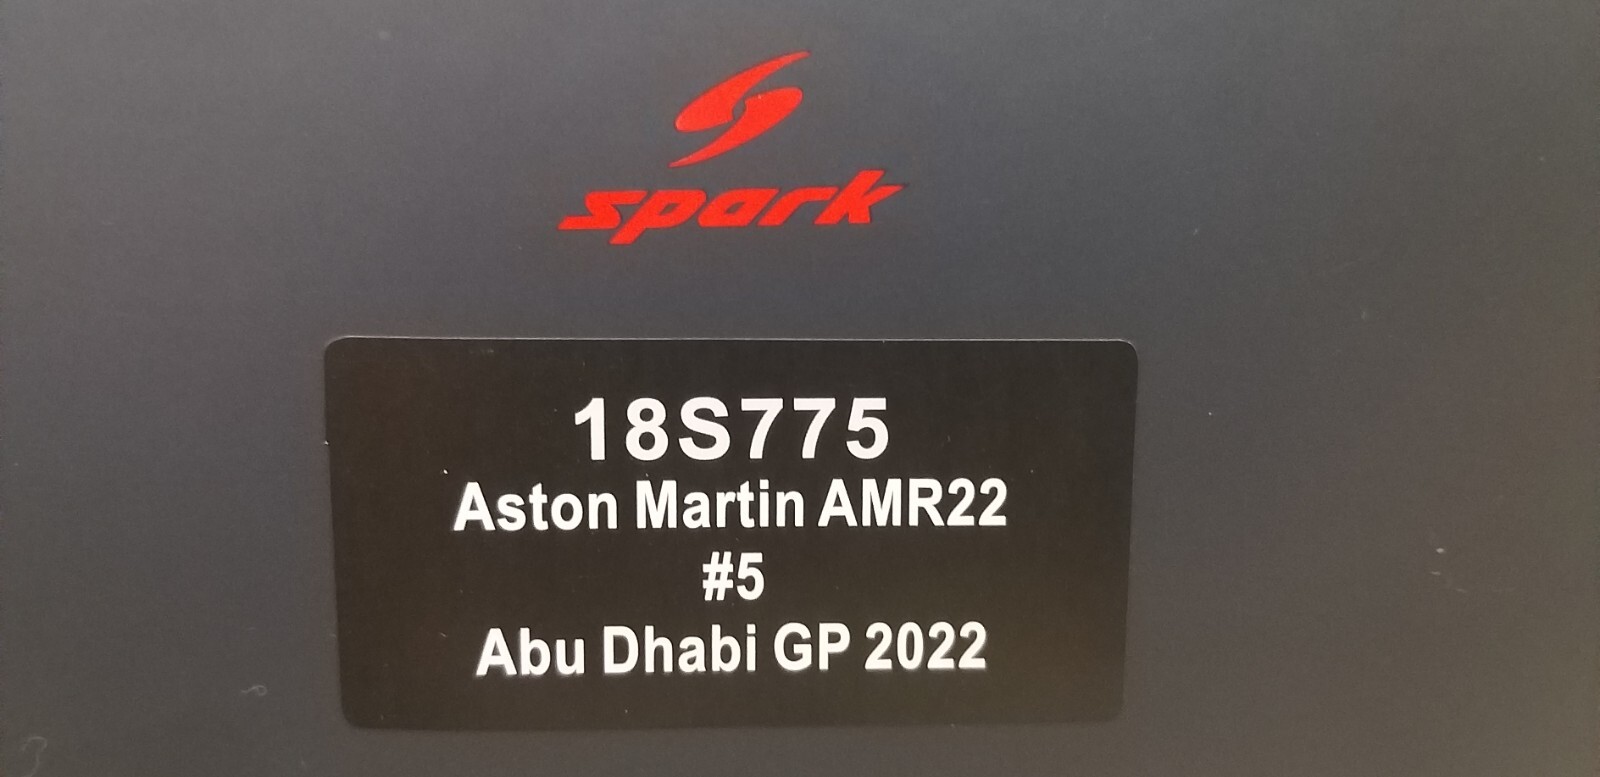 spark
18S775
Aston Martin AMR22
#5
Abu Dhabi GP 2022